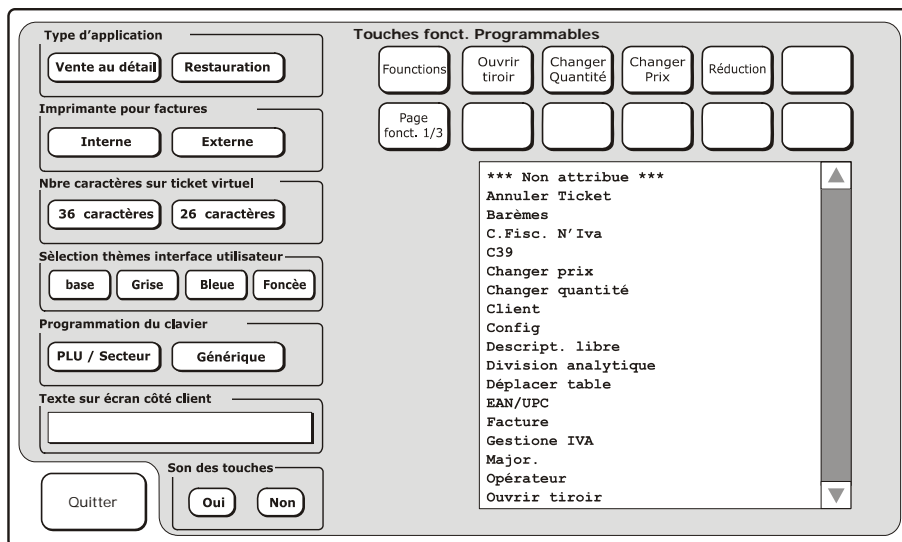 Type d'application
Vente au détail
Restauration
Imprimante pour factures
Interne
Externe
Nbre caractères sur ticket virtuel
36 caractères
26 caractères
Sèlection thèmes interface utilisateur
base
Grise
Bleue
Foncèe
Programmation du clavier
PLU / Secteur
Générique
Texte sur écran côté client
Quitter
Son des touches
Oui
Non
Touches fonct. Programmables
Founctions
Ouvrir
tiroir
Changer
Quantité
Changer
Prix
Réduction
Page
fonct. 1/3
*** Non attribue ***
Annuler Ticket
Barèmes
C.Fisc. N'Iva
C39
Changer prix
Changer quantité
Client
Config
Descript. libre
Division analytique
Déplacer table
EAN/UPC
Facture
Gestione IVA
Major.
Opérateur
Ouvrir tiroir